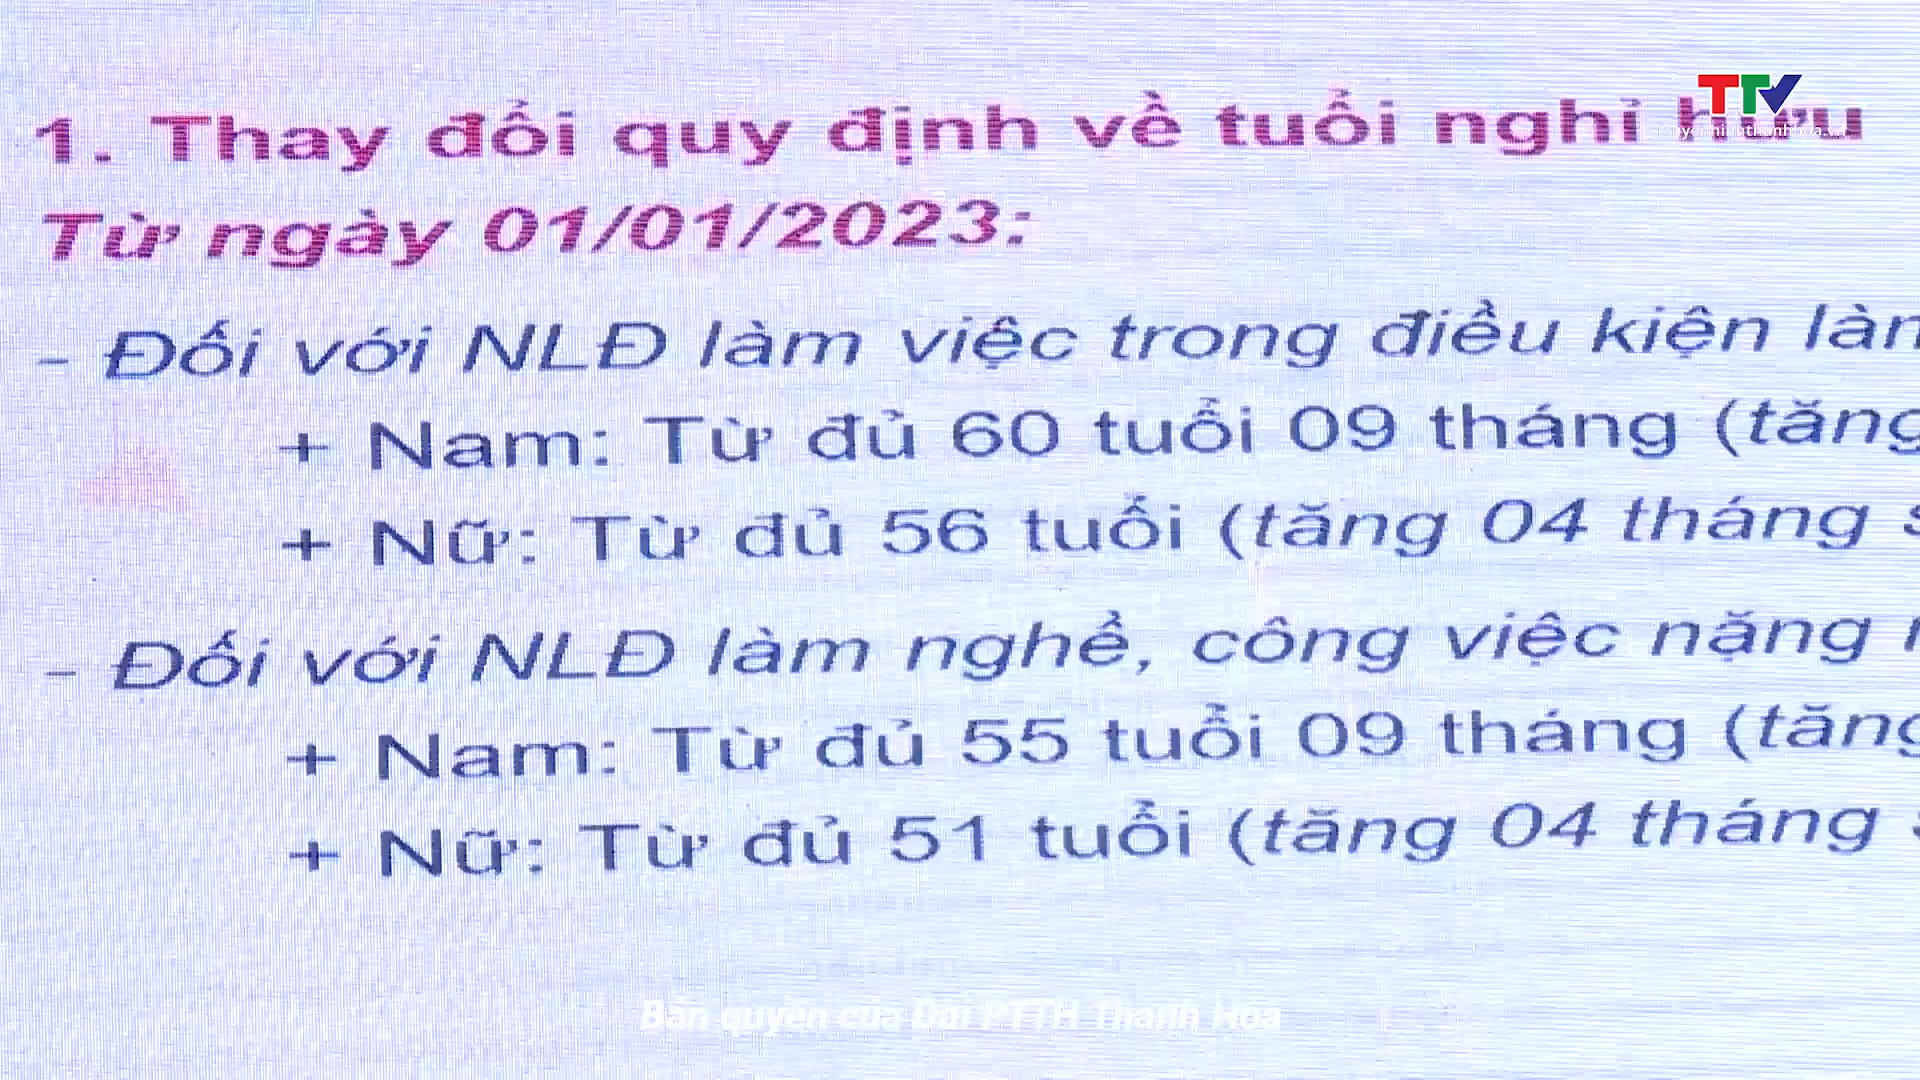 TTV
1. Thay đổi quy định về tuổi nghỉ hưu
Từ ngày 01/01/2023:
- Đối với NLĐ làm việc trong điều kiện
+ Nam: Từ đủ 60 tuổi 09 tháng (tăng
+ Nữ: Từ đủ 56 tuổi (tăng 04 tháng
- Đối với NLĐ làm nghề, công việc nặng
+ Nam: Từ đủ 55 tuổi 09 tháng (tăng
+ Nữ: Từ đủ 51 tuổi (tăng 04 tháng
Bản quyền của Đài PTTH Thanh Hóa